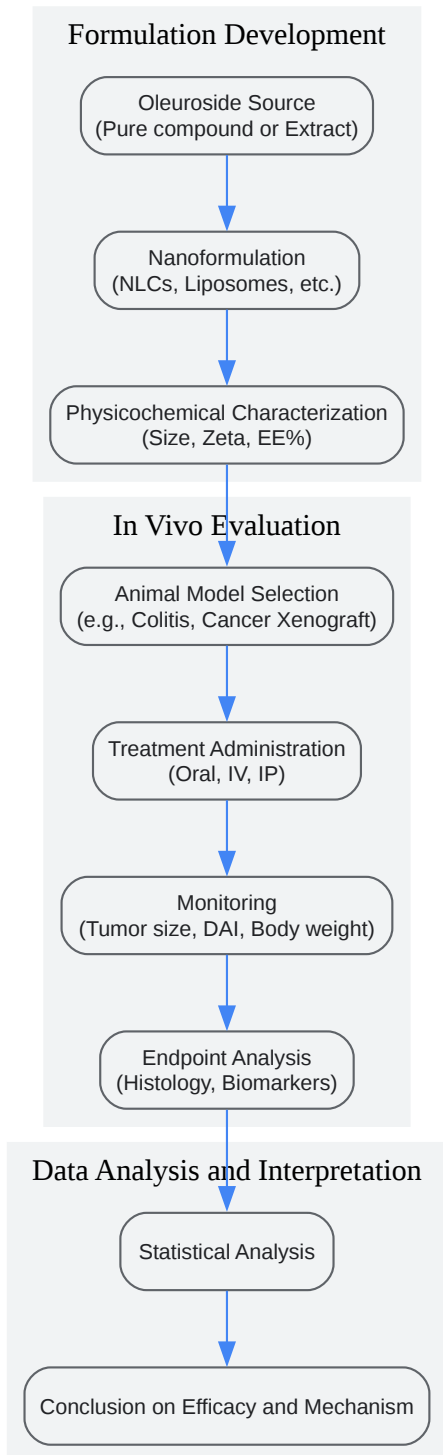 Formulation Development
Oleuroside Source
(Pure compound or Extract)
Nanoformulation
(NLCs, Liposomes, etc.)
Physicochemical Characterization
(Size, Zeta, EE%)
In Vivo Evaluation
Animal Model Selection
(e.g., Colitis, Cancer Xenograft)
Treatment Administration
(Oral, IV, IP)
Monitoring
(Tumor size, DAI, Body weight)
Endpoint Analysis
(Histology, Biomarkers)
Data Analysis and Interpretation
Statistical Analysis
Conclusion on Efficacy and Mechanism